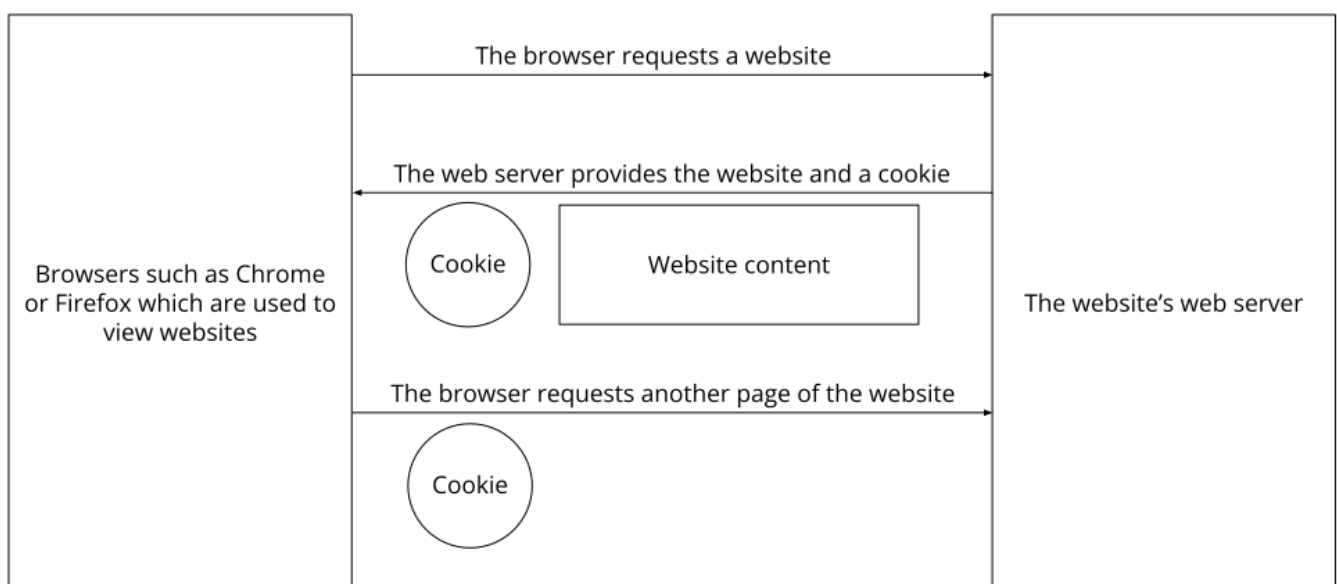 The browser requests a website
The web server provides the website and a cookie
Cookie
Website content
Browsers such as Chrome
or Firefox which are used to
view websites
The website’s web server
The browser requests another page of the website
Cookie